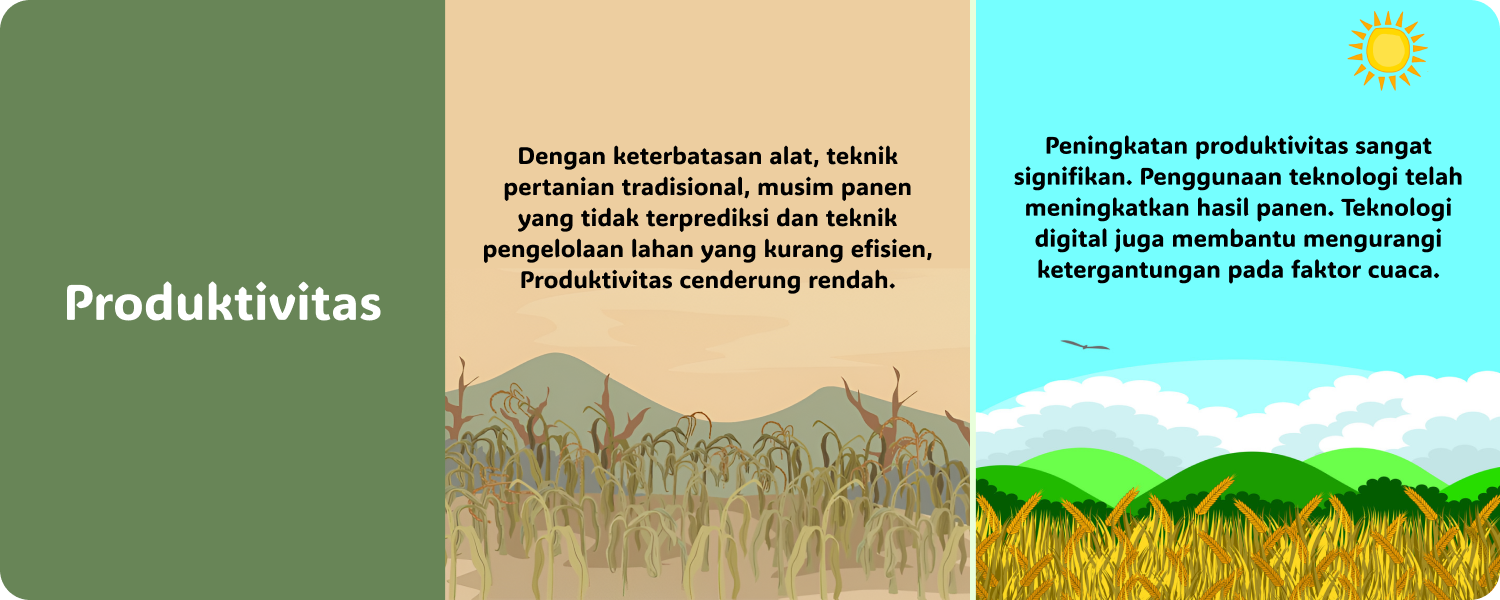 Produktivitas
Dengan keterbatasan alat, teknik
pertanian tradisional, musim panen
yang tidak terprediksi dan teknik
pengelolaan lahan yang kurang efisien,
Produktivitas cenderung rendah.
Peningkatan produktivitas sangat
signifikan. Penggunaan teknologi telah
meningkatkan hasil panen. Teknologi
digital juga membantu mengurangi
ketergantungan pada faktor cuaca.